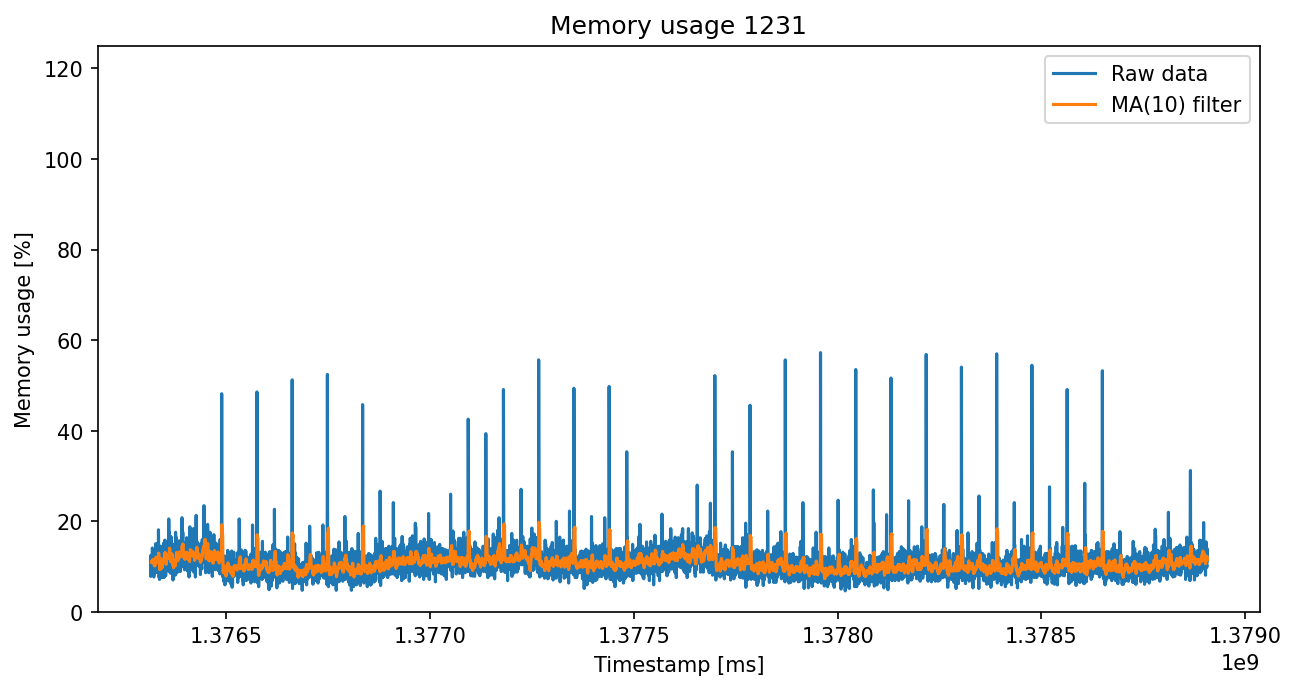 Memory usage 1231
Raw data
MA(10) filter
Memory usage [%]
120
100
80
60
40
20
0
1.3765 1.3770 1.3775 1.3780 1.3785 1.3790
1e9
Timestamp [ms]